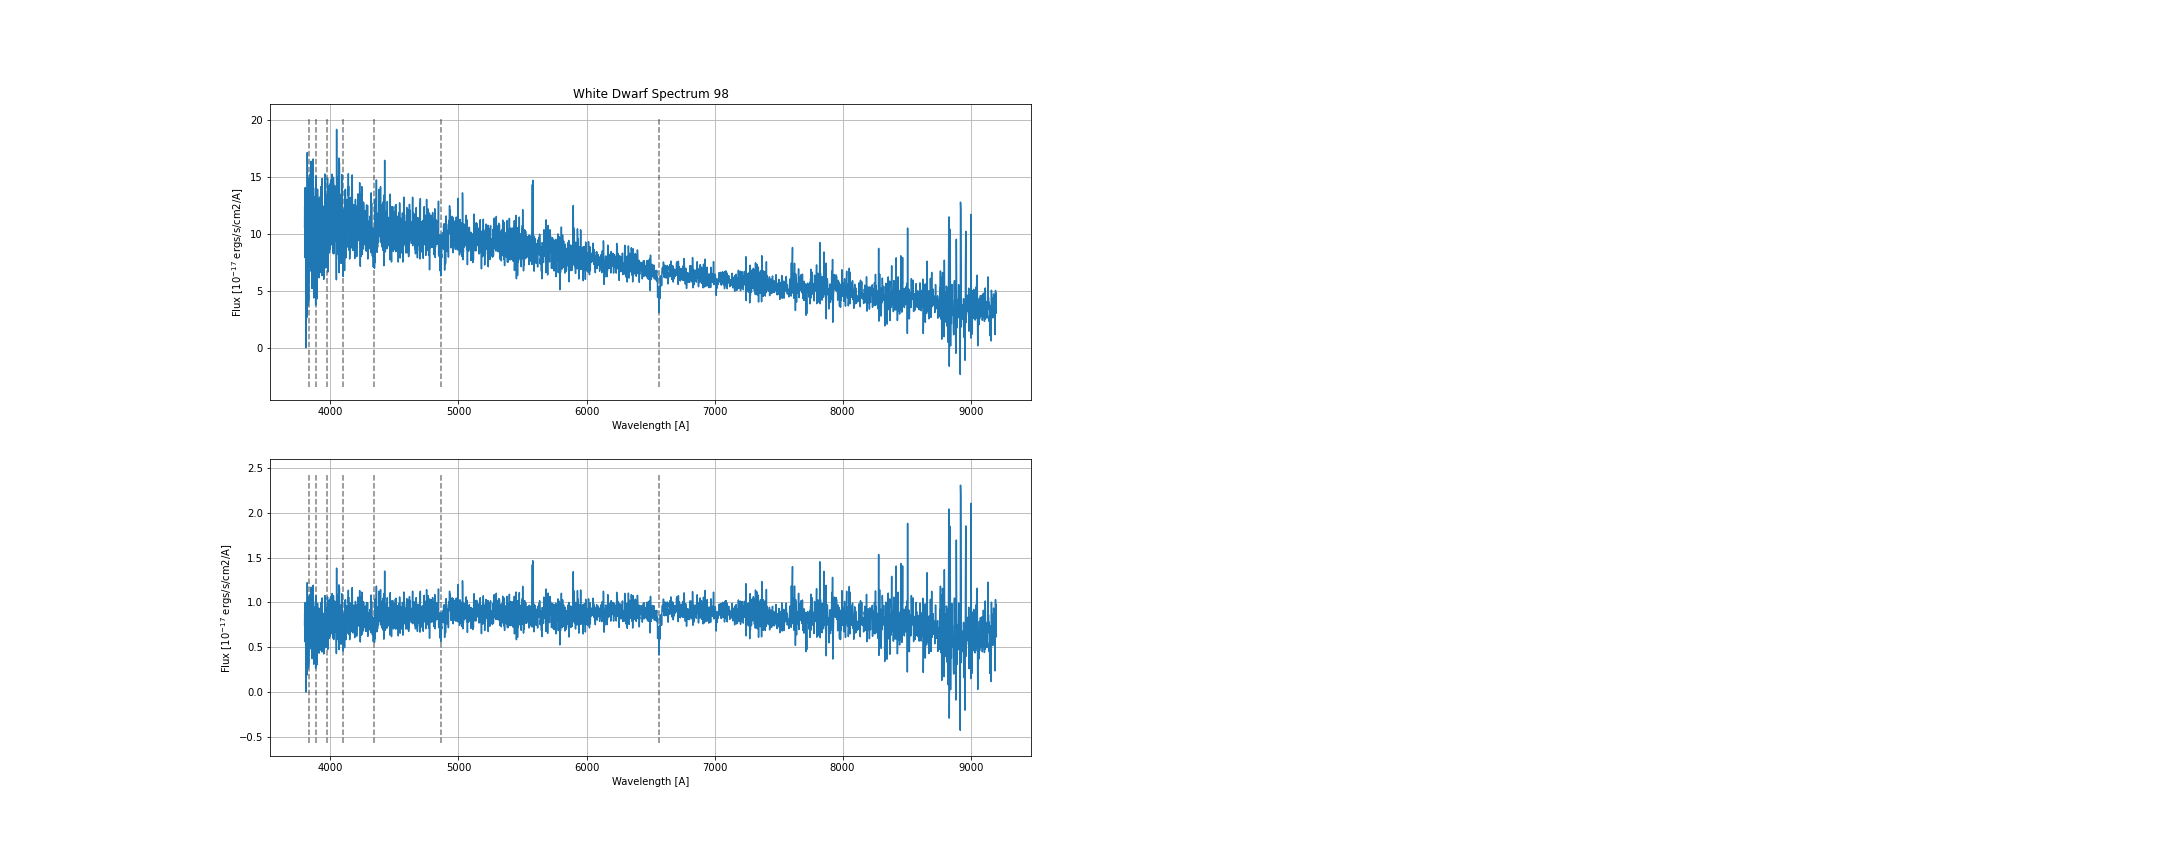 White Dwarf Spectrum 98
20
15
10
5
0
Flux [10⁻¹⁷ ergs/s/cm2/A]
4000 5000 6000 7000 8000 9000
Wavelength [A]
2.5
2.0
1.5
1.0
0.5
0.0
−0.5
Flux [10⁻¹⁷ ergs/s/cm2/A]
4000 5000 6000 7000 8000 9000
Wavelength [A]